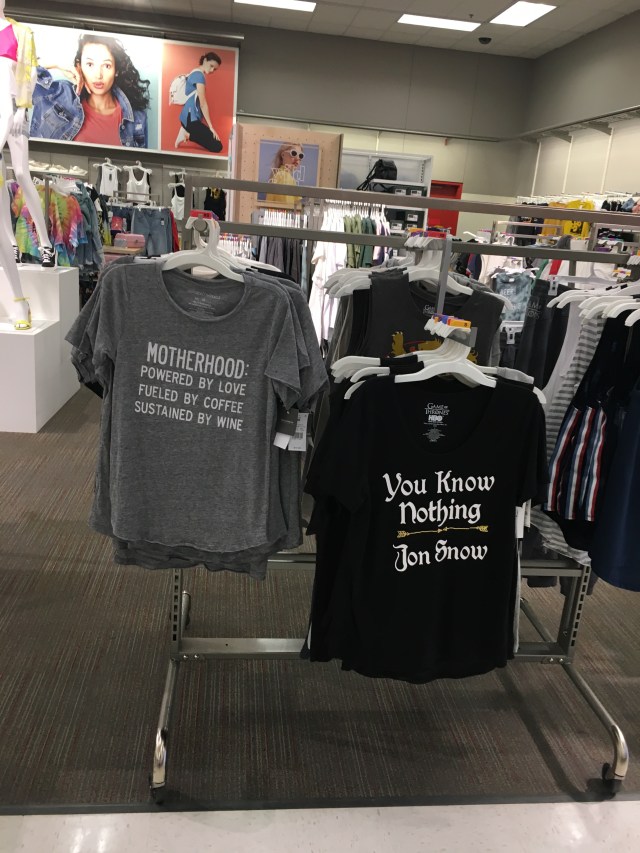 MOTHERHOOD:
POWERED BY LOVE
FUELED BY COFFEE
SUSTAINED BY WINE
GAME OF
THRONES
HBO
You Know
Nothing
Jon Snow